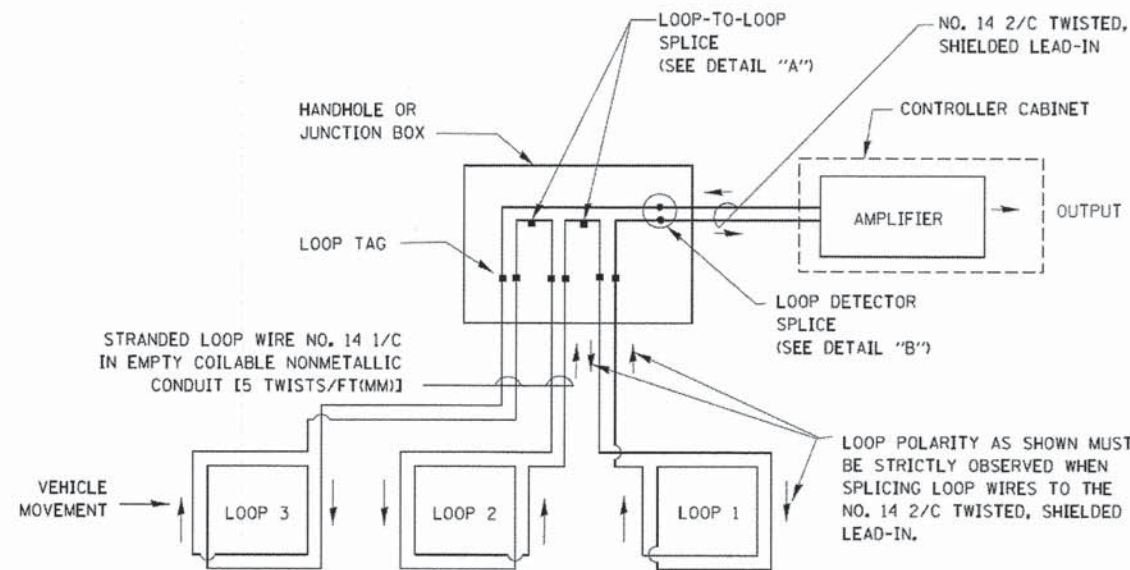 LOOP-TO-LOOP
SPLICE
(SEE DETAIL "A")
NO. 14 2/C TWISTED,
SHIELDED LEAD-IN
HANDHOLE OR
JUNCTION BOX
CONTROLLER CABINET
AMPLIFIER
OUTPUT
LOOP TAG
LOOP DETECTOR
SPLICE
(SEE DETAIL "B")
STRANDED LOOP WIRE NO. 14 1/C
IN EMPTY COILABLE NONMETALLIC
CONDUIT [5 TWISTS/FT(MM)]
VEHICLE
MOVEMENT
LOOP 3
LOOP 2
LOOP 1
LOOP POLARITY AS SHOWN MUST
BE STRICTLY OBSERVED WHEN
SPLICING LOOP WIRES TO THE
NO. 14 2/C TWISTED, SHIELDED
LEAD-IN.